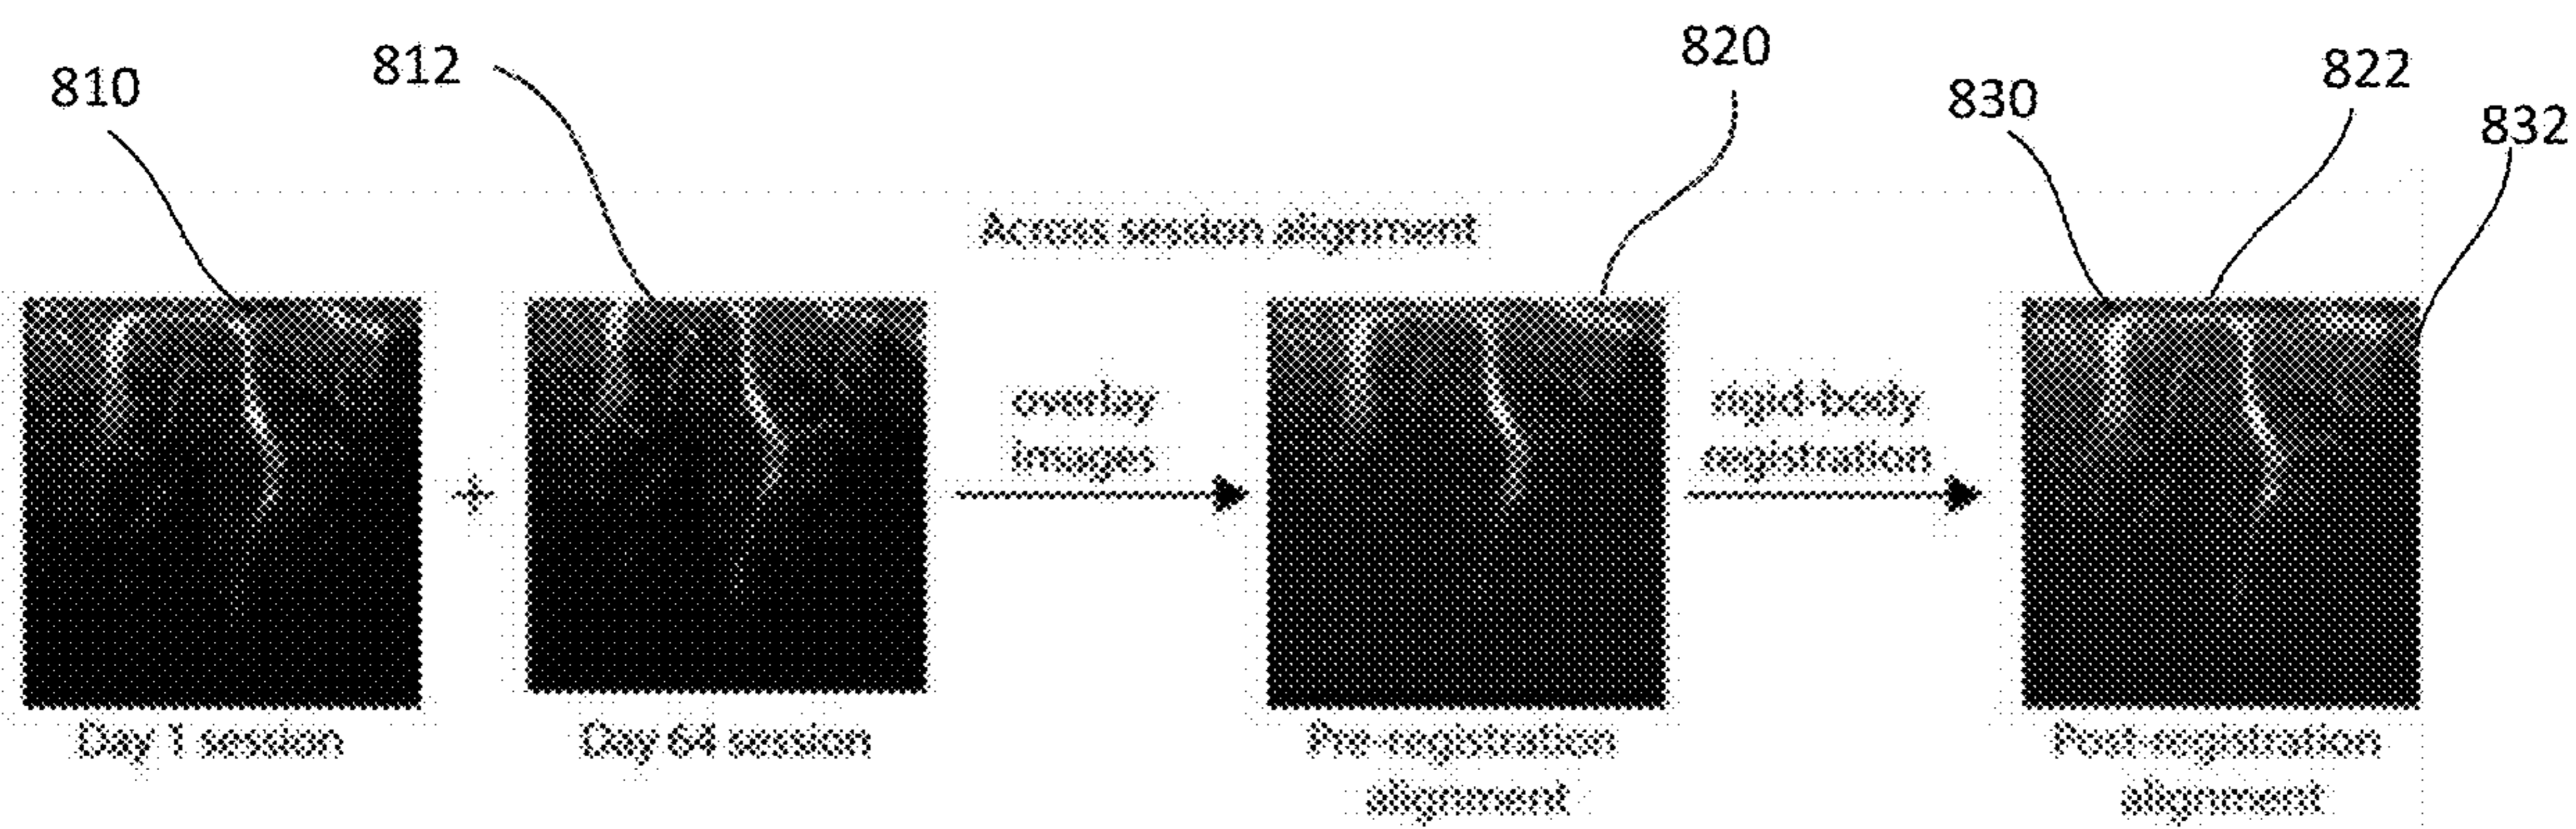 810
812
820
830
822
832
Across session alignment
overlay
images
rigid-body
registration
+
Day 1 session
Day 64 session
Pre-registration
alignment
Post-registration
alignment